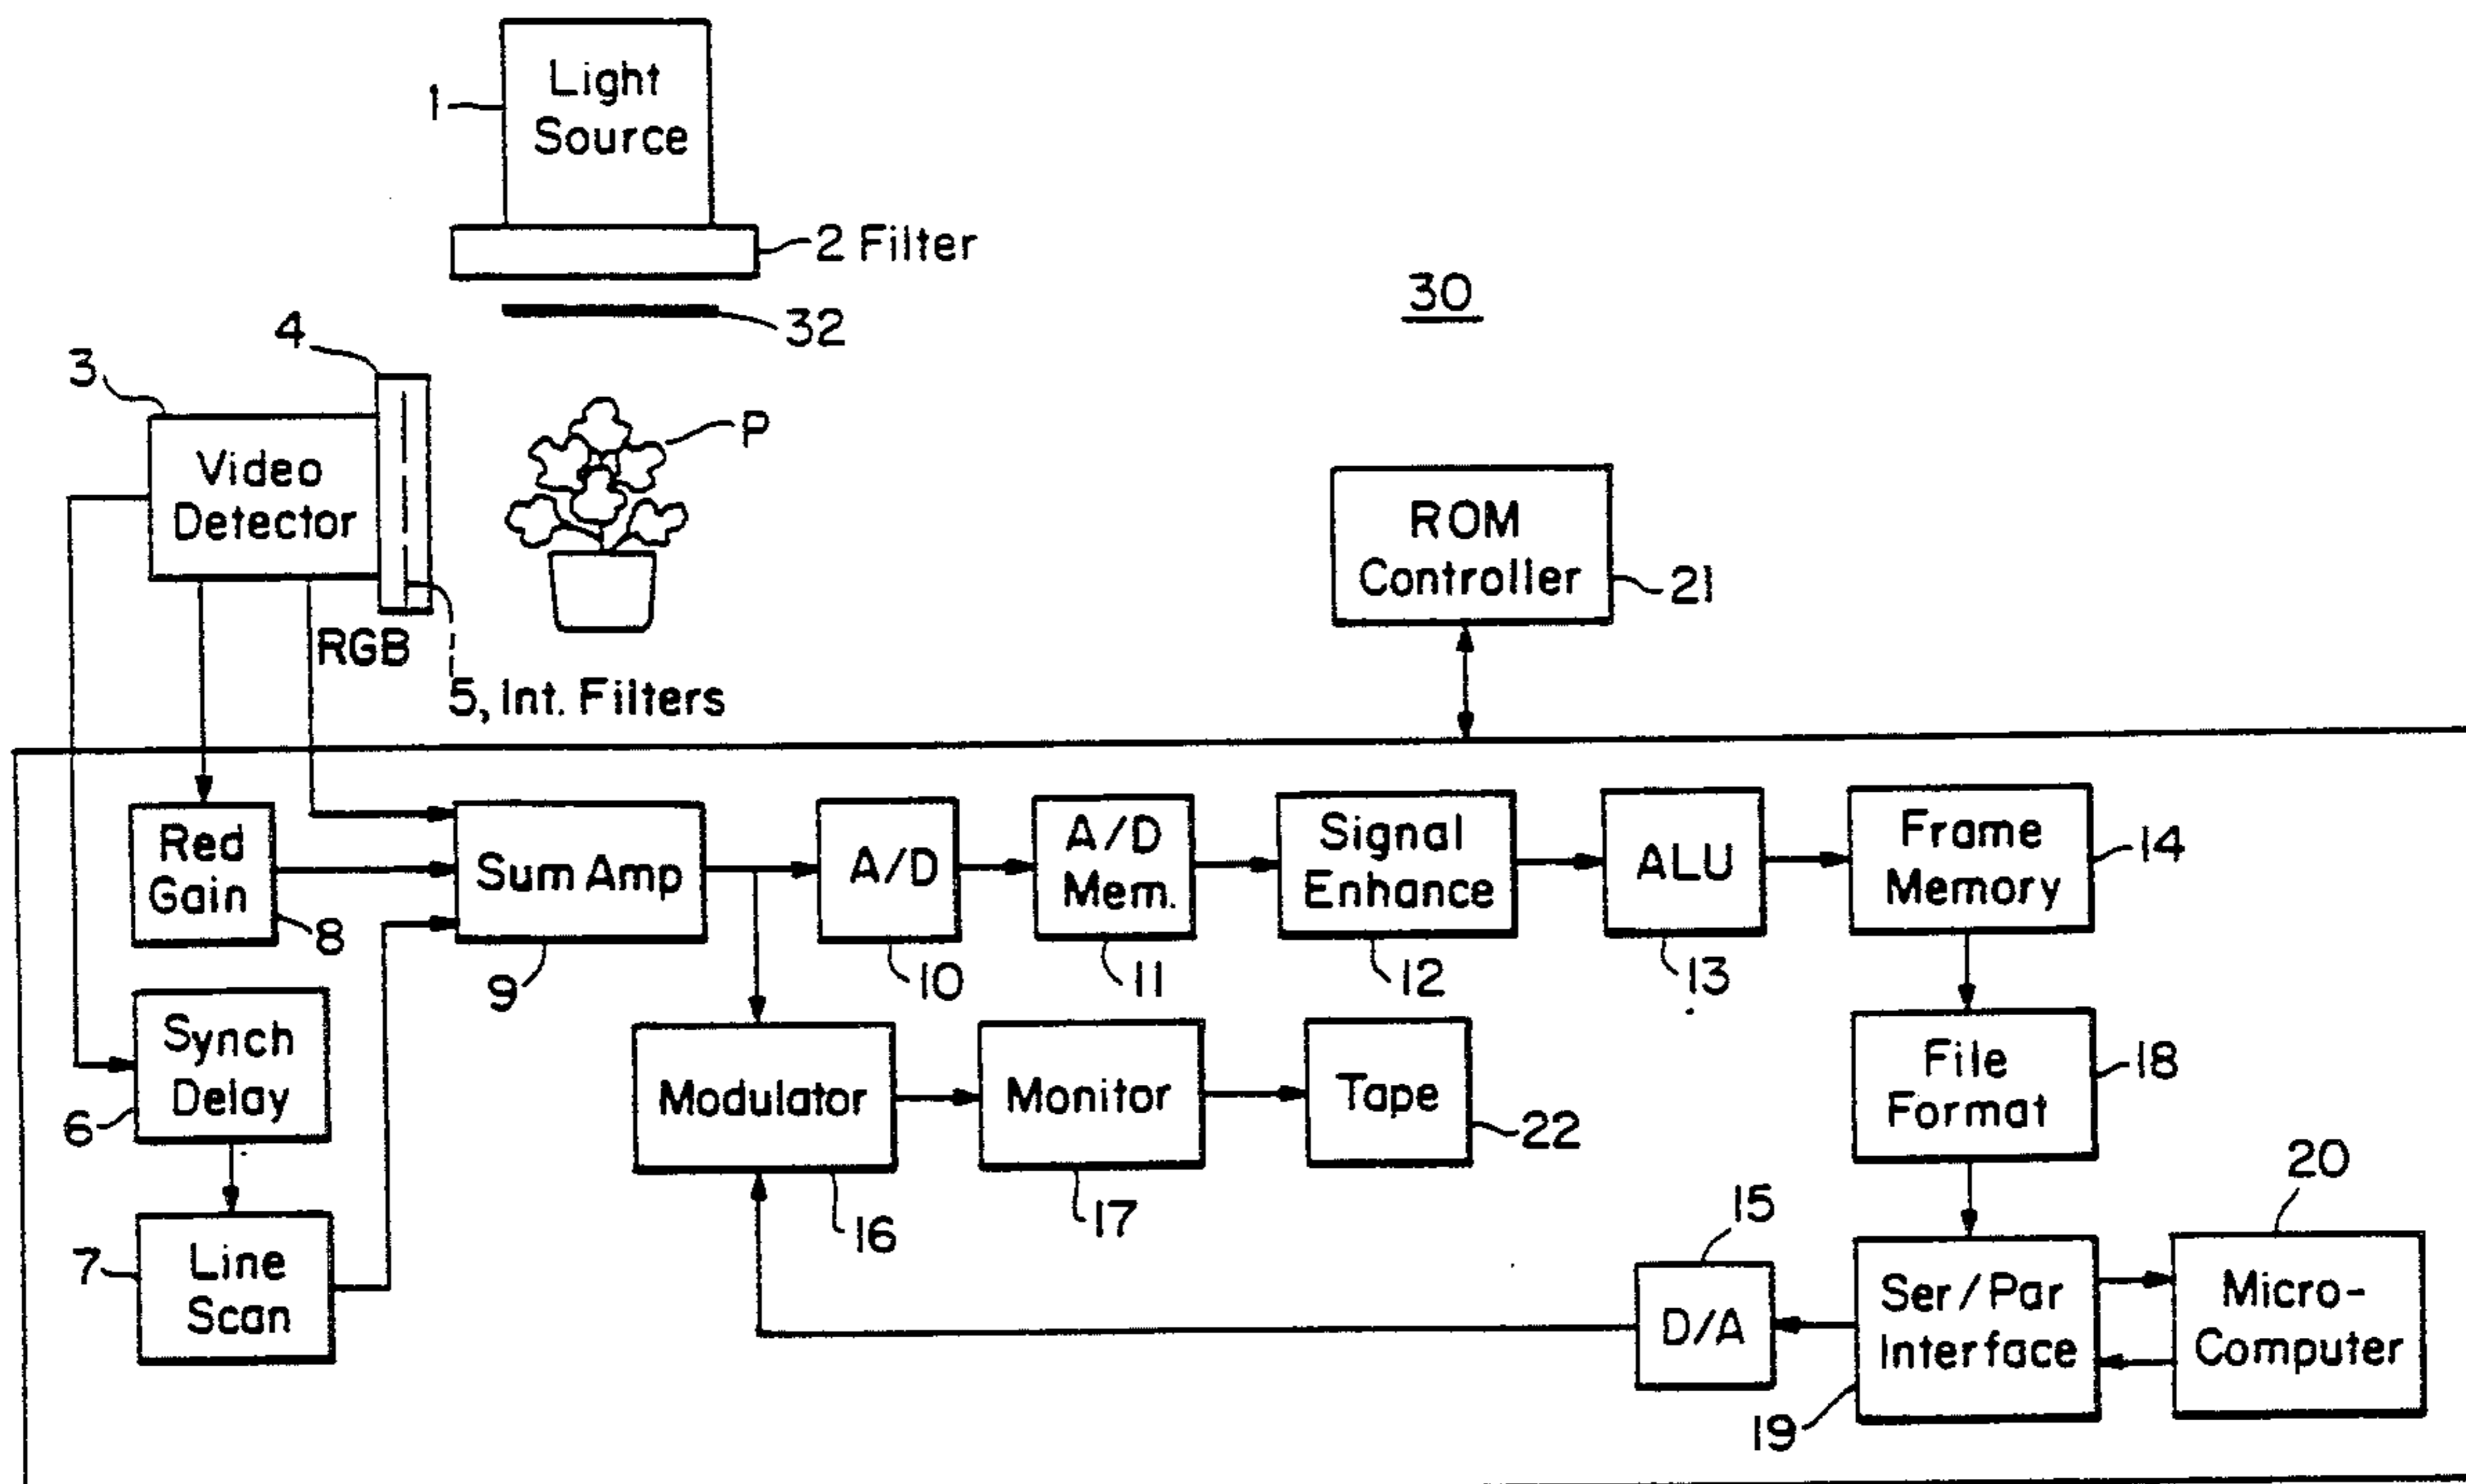 Light
Source
1
2 Filter
32
30
4
3
P
Video
Detector
ROM
Controller
21
RGB
5, Int. Filters
Red
Gain
8
Sum Amp
9
A/D
10
A/D
Mem.
11
Signal
Enhance
12
ALU
13
Frame
Memory
14
Synch
Delay
6
Modulator
16
Monitor
17
Tape
22
File
Format
18
Line
Scan
7
15
D/A
Ser/Par
Interface
19
20
Micro-
Computer